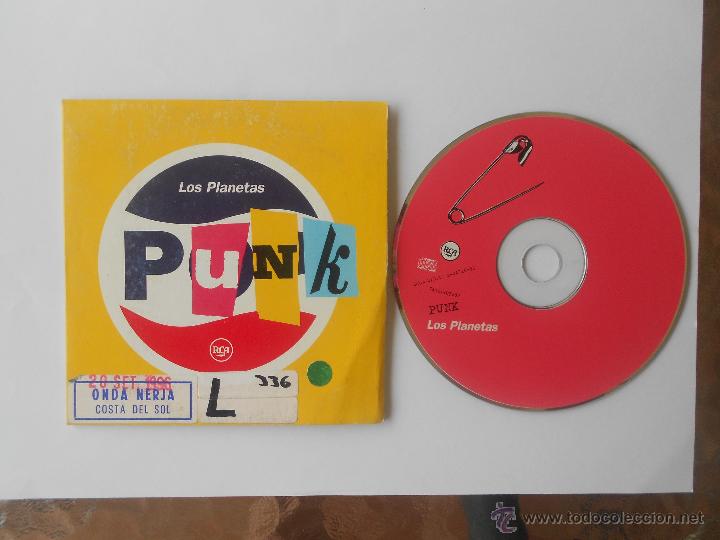 Los Planetas
Punk
RCA
20 SET. 1996
ONDA NERJA
COSTA DEL SOL
L
336
RCA
PUNK
Los Planetas
www.todocoleccion.net